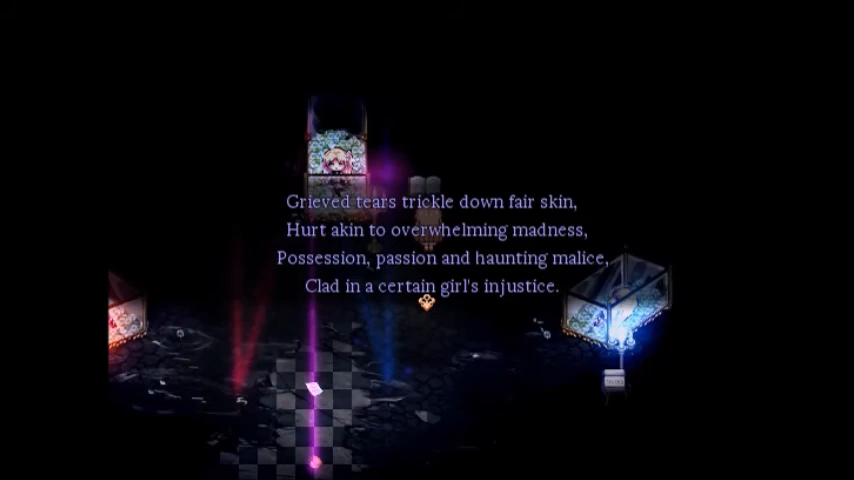 Grieved tears trickle down fair skin,
Hurt akin to overwhelming madness,
Possession, passion and haunting malice,
Clad in a certain girl's injustice.